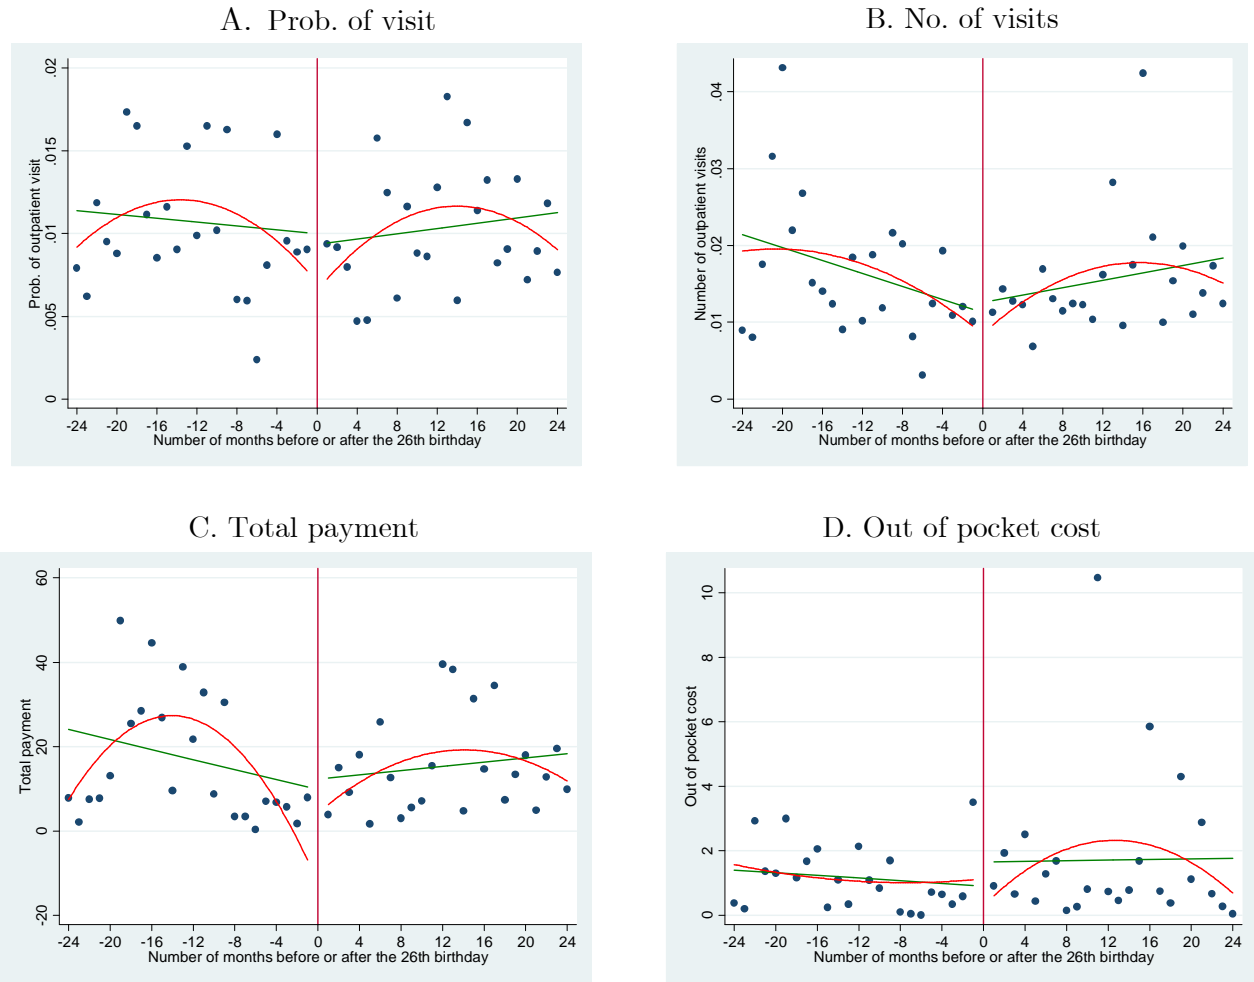 A. Prob. of visit
B. No. of visits
Prob. of outpatient visit
0 .005 .01 .015 .02
-24 -20 -16 -12 -8 -4 0 4 8 12 16 20 24
Number of months before or after the 26th birthday
Number of outpatient visits
0 .01 .02 .03 .04
-24 -20 -16 -12 -8 -4 0 4 8 12 16 20 24
Number of months before or after the 26th birthday
C. Total payment
D. Out of pocket cost
Total payment
-20 0 20 40 60
-24 -20 -16 -12 -8 -4 0 4 8 12 16 20 24
Number of months before or after the 26th birthday
Out of pocket cost
0 2 4 6 8 10
-24 -20 -16 -12 -8 -4 0 4 8 12 16 20 24
Number of months before or after the 26th birthday